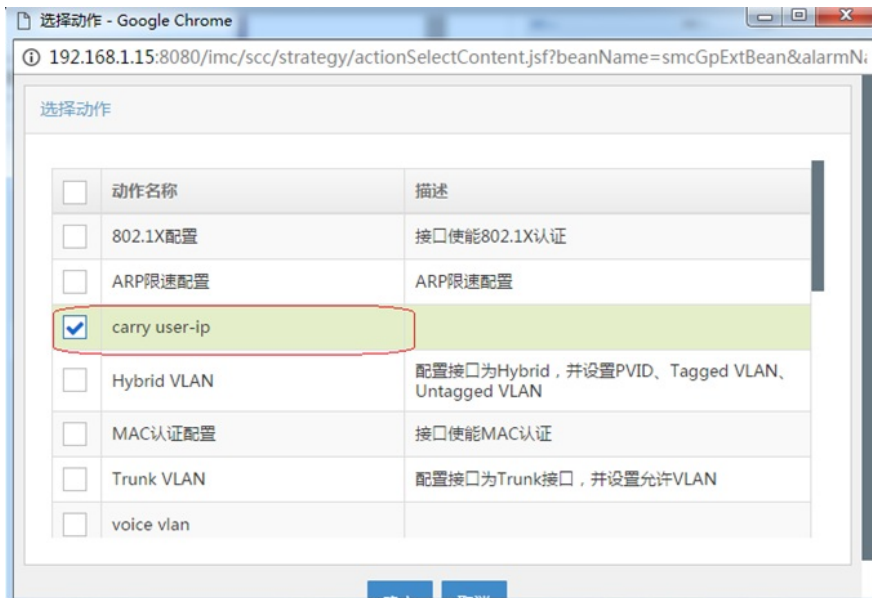 选择动作 - Google Chrome
192.168.1.15:8080/imc/scc/strategy/actionSelectContent.jsf?beanName=smcGpExtBean&alarmNa
选择动作
动作名称 描述
802.1X配置 接口使能802.1X认证
ARP限速配置 ARP限速配置
carry user-ip
Hybrid VLAN 配置接口为Hybrid，并设置PVID、Tagged VLAN、
Untagged VLAN
MAC认证配置 接口使能MAC认证
Trunk VLAN 配置接口为Trunk接口，并设置允许VLAN
voice vlan